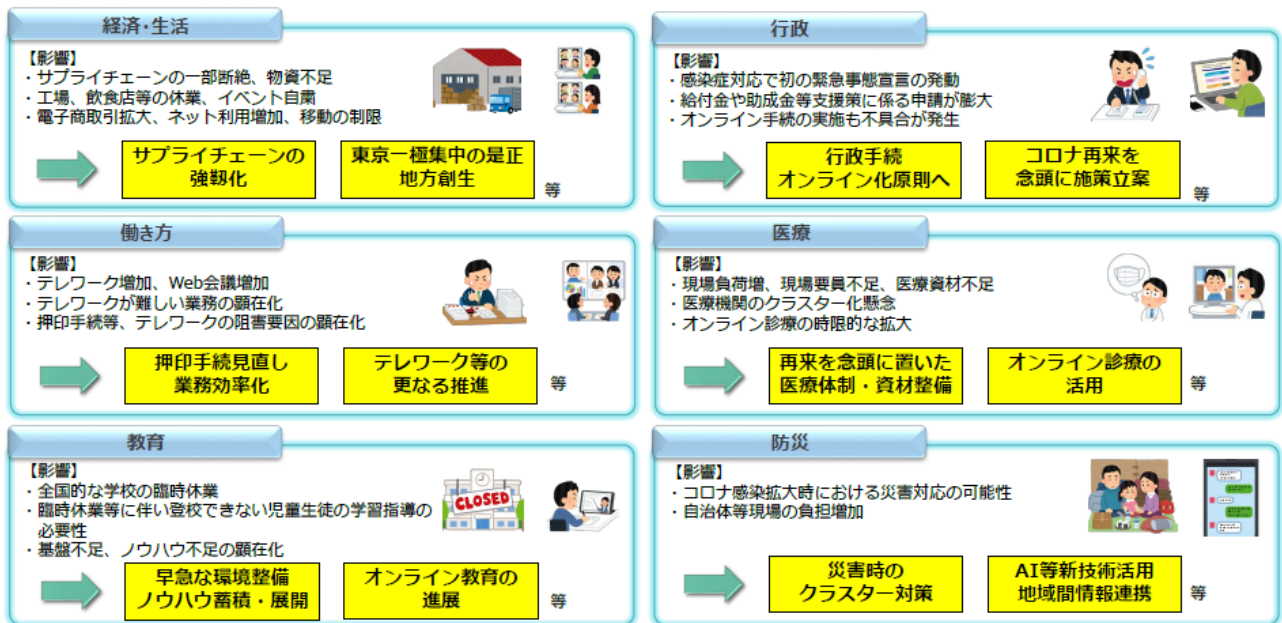 経済・生活
【影響】
・サプライチェーンの一部断絶、物資不足
・工場、飲食店等の休業、イベント自粛
・電子商取引拡大、ネット利用増加、移動の制限
サプライチェーンの
強靱化
東京一極集中の是正
地方創生
等
行政
【影響】
・感染症対応で初の緊急事態宣言の発動
・給付金や助成金等支援策に係る申請が膨大
・オンライン手続の実施も不具合が発生
行政手続
オンライン化原則へ
コロナ再来を
念頭に施策立案
等
働き方
【影響】
・テレワーク増加、Web会議増加
・テレワークが難しい業務の顕在化
・押印手続等、テレワークの阻害要因の顕在化
押印手続見直し
業務効率化
テレワーク等の
更なる推進
等
医療
【影響】
・現場負荷増、現場要員不足、医療資材不足
・医療機関のクラスター化懸念
・オンライン診療の時限的な拡大
再来を念頭に置いた
医療体制・資材整備
オンライン診療の
活用
等
教育
【影響】
・全国的な学校の臨時休業
・臨時休業等に伴い登校できない児童生徒の学習指導の
必要性
・基盤不足、ノウハウ不足の顕在化
CLOSED
早急な環境整備
ノウハウ蓄積・展開
オンライン教育の
進展
等
防災
【影響】
・コロナ感染拡大時における災害対応の可能性
・自治体等現場の負担増加
災害時の
クラスター対策
AI等新技術活用
地域間情報連携
等